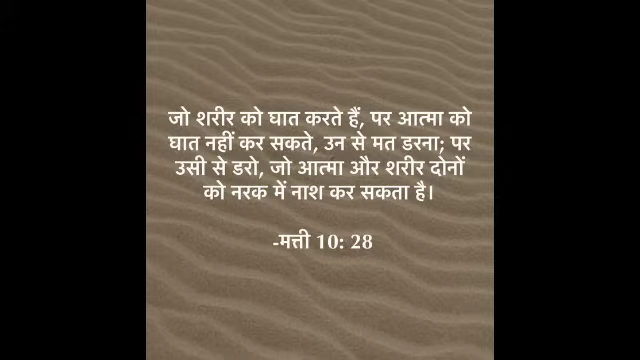 जो शरीर को घात करते हैं, पर आत्मा को
घात नहीं कर सकते, उन से मत डरना; पर
उसी से डरो, जो आत्मा और शरीर दोनों
को नरक में नाश कर सकता है।
-मत्ती 10: 28